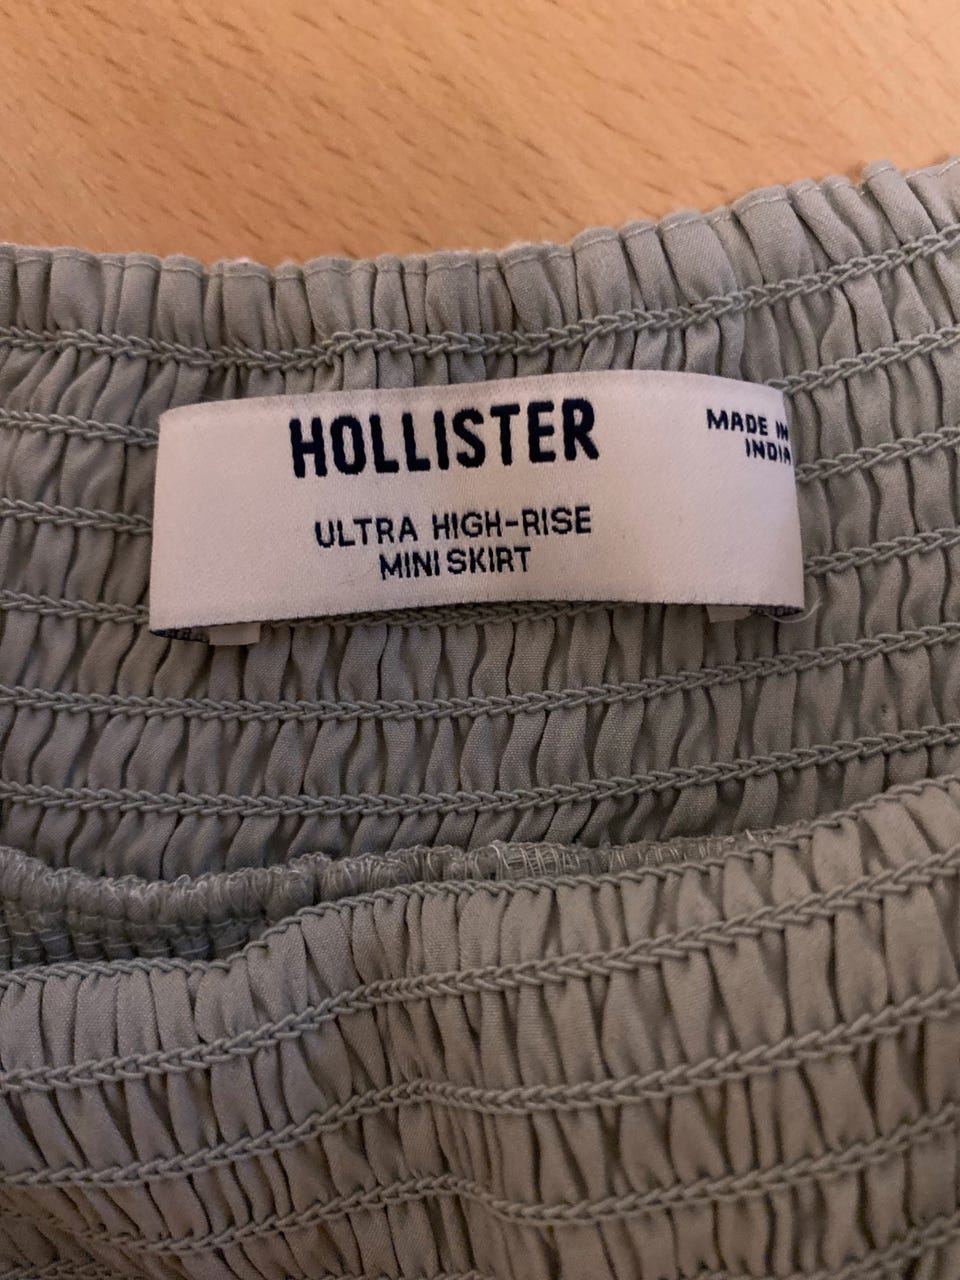 HOLLISTER
ULTRA HIGH-RISE
MINI SKIRT
MADE IN
INDIA